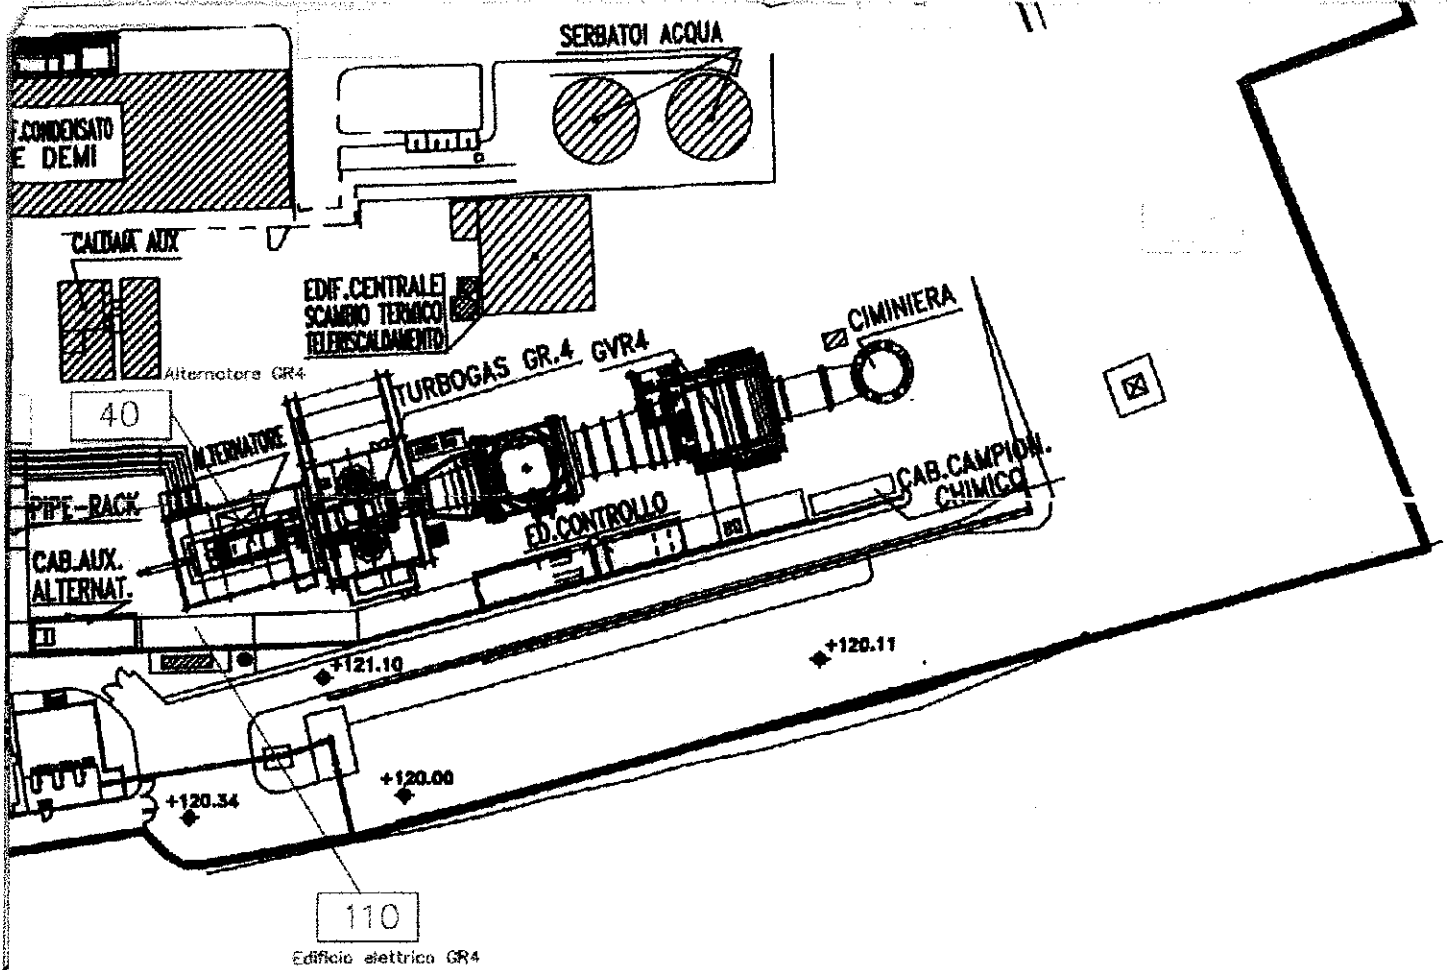 SERBATOI ACQUA
F.CONDENSATO
E DEMI
CALDAIA AUX
EDIF.CENTRALE
SCAMBIO TERMICO
TELERISCALDAMENTO
CIMINIERA
TURBOGAS GR.4 GVR4
Alternatore GR4
40
ALTERNATORE
PIPE-RACK
CAB.CAMPION.
CHIMICO
ED.CONTROLLO
CAB.AUX.
ALTERNAT.
+121.10
+120.11
+120.00
+120.34
110
Edificio elettrico GR4